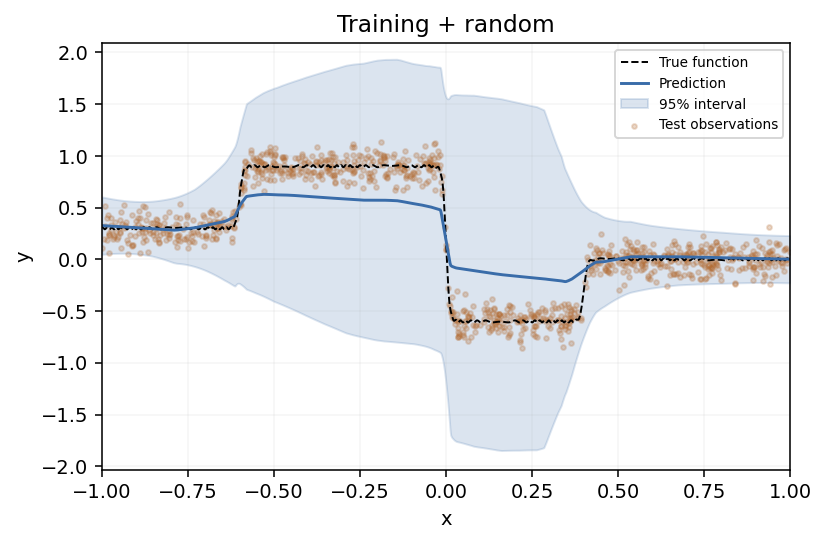 Training + random
True function
Prediction
95% interval
Test observations
y
2.0
1.5
1.0
0.5
0.0
−0.5
−1.0
−1.5
−2.0
−1.00 −0.75 −0.50 −0.25 0.00 0.25 0.50 0.75 1.00
x